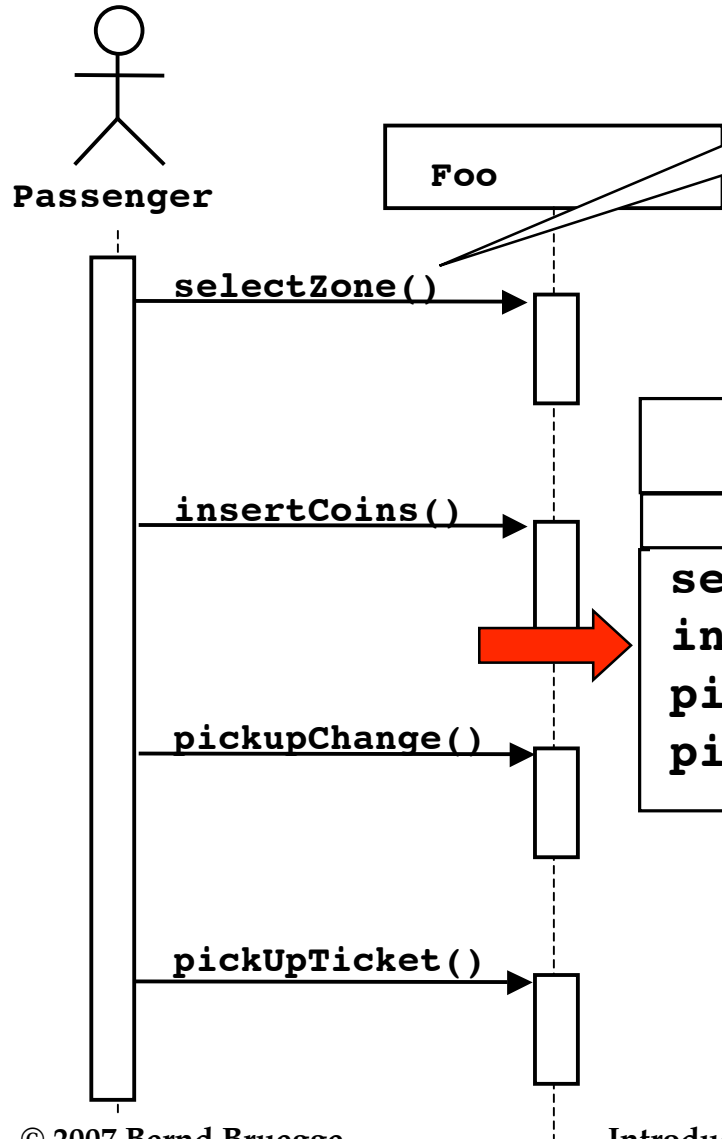 Foo
Passenger
selectZone()
insertCoins()
se
in
pi
pi
pickupChange()
pickUpTicket()
© 2007 Bernd Bruegge
Introdu